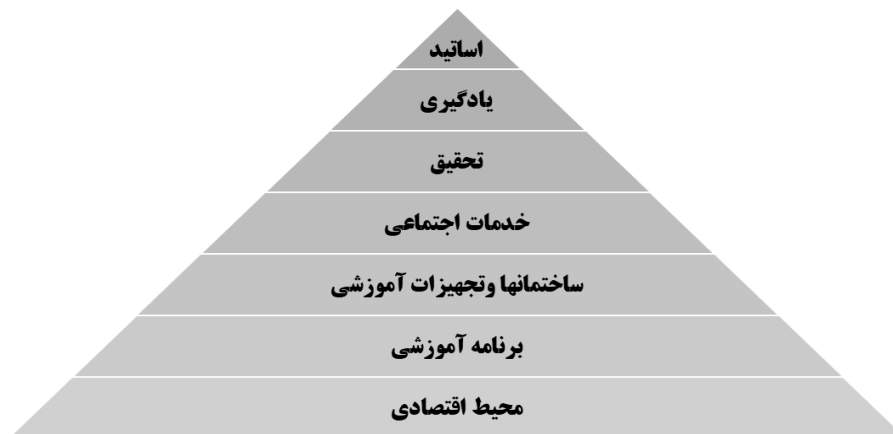 اساتید
یادگیری
تحقیق
خدمات اجتماعی
ساختمانها وتجهیزات آموزشی
برنامه آموزشی
محیط اقتصادی